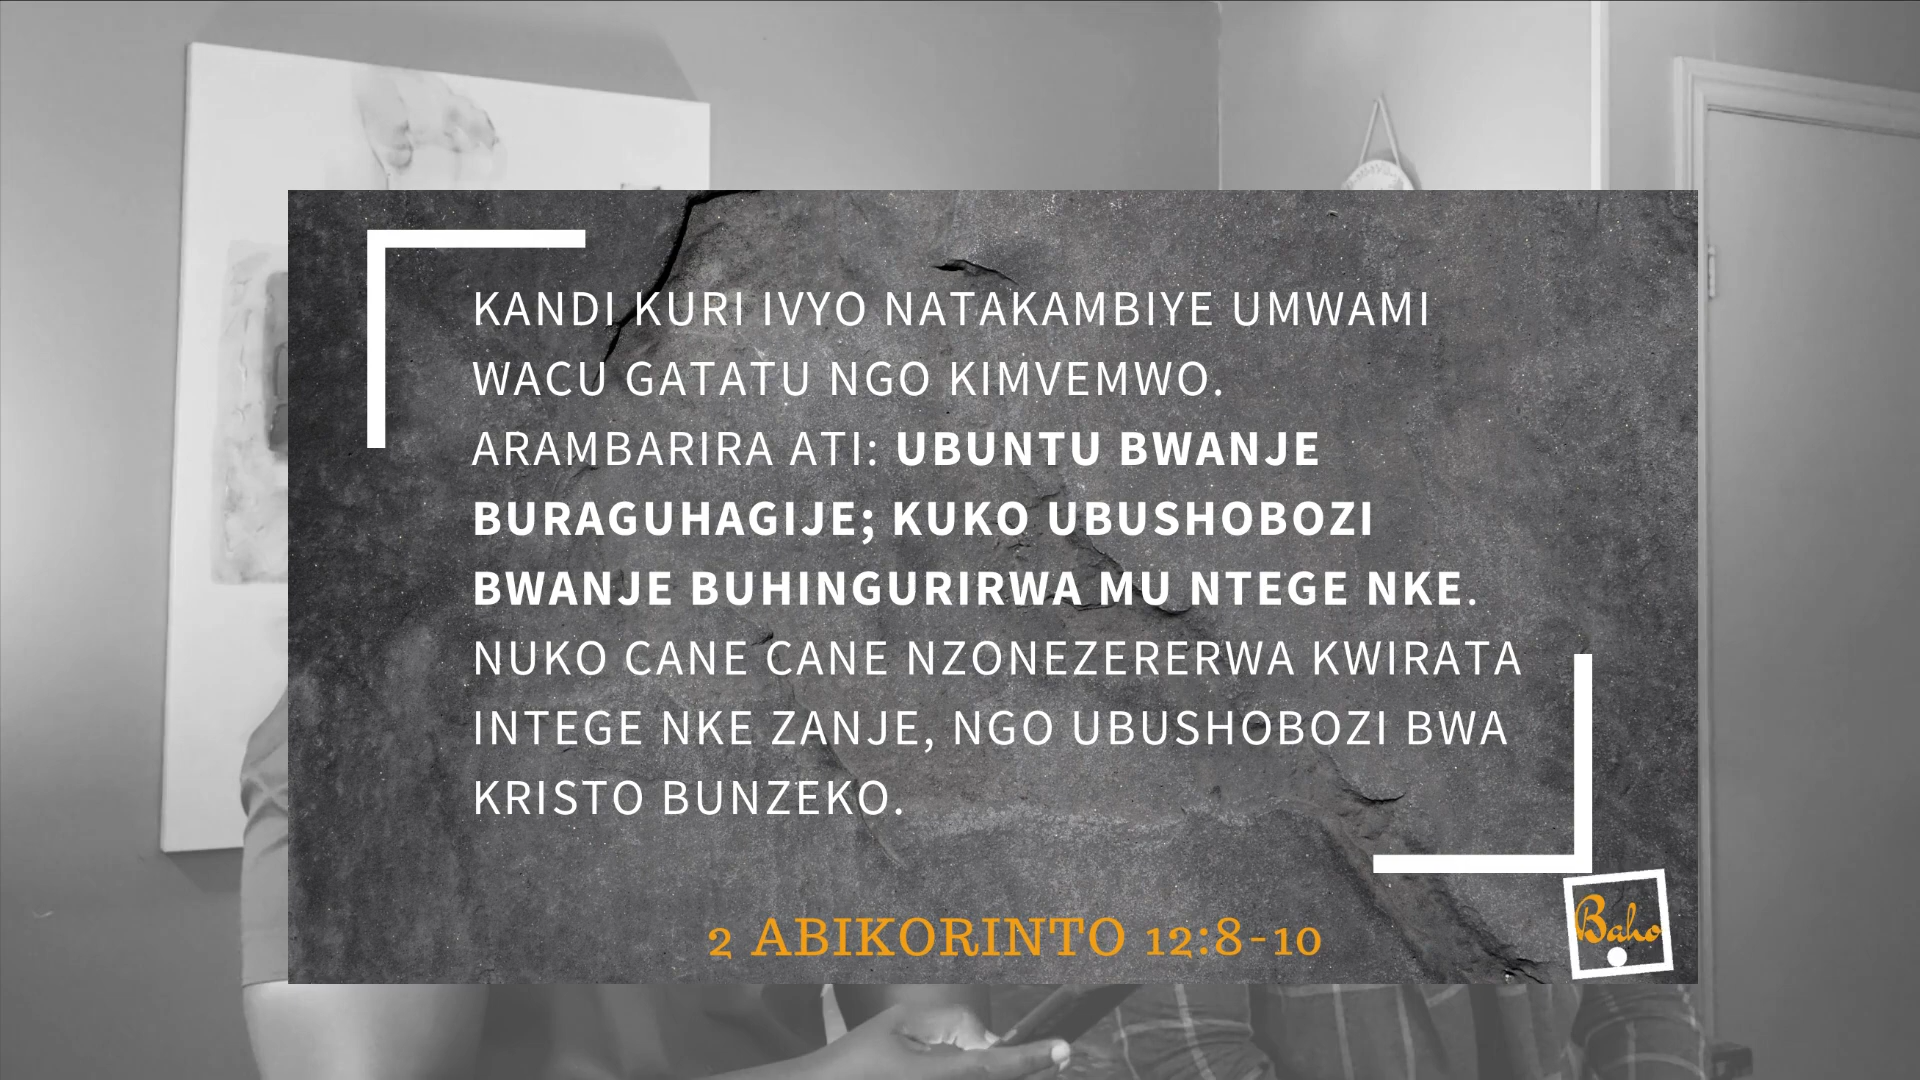 KANDI KURI IVYO NATAKAMBIYE UMWAMI
WACU GATATU NGO KIMVEMWO.
ARAMBARIRA ATI: UBUNTU BWANJE
BURAGUHAGIJE; KUKO UBUSHOBOZI
BWANJE BUHINGURIRWA MU NTEGE NKE.
NUKO CANE CANE NZONEZERERWA KWIRATA
INTEGE NKE ZANJE, NGO UBUSHOBOZI BWA
KRISTO BUNZEKO.
2 ABIKORINTO 12:8-10
Baho